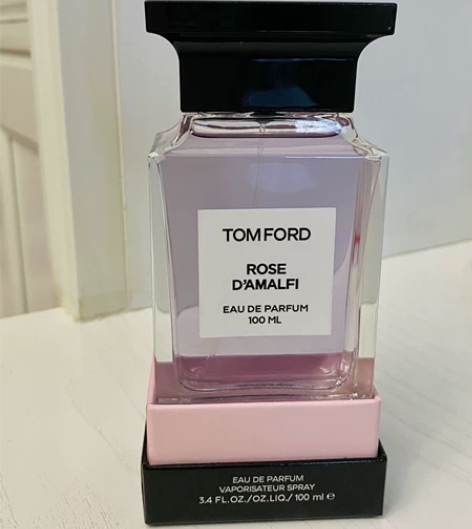 TOM FORD
ROSE
D'AMALFI
EAU DE PARFUM
100 ML
EAU DE PARFUM
VAPORISATEUR SPRAY
3.4 FL.OZ./OZ.LIQ./ 100 ml ℮